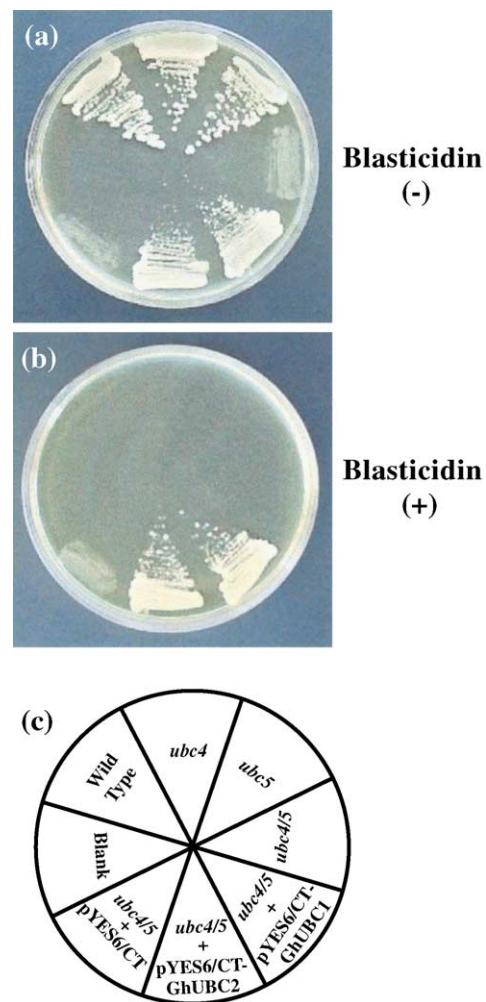 (a)
Blasticidin
(-)
(b)
Blasticidin
(+)
(c)
Wild
Type
ubc4
ubc5
ubc4/5
ubc4/5
+
pYES6/CT-
GhUBC1
ubc4/5
+
pYES6/CT-
GhUBC2
ubc4/5
+
pYES6/CT
Blank